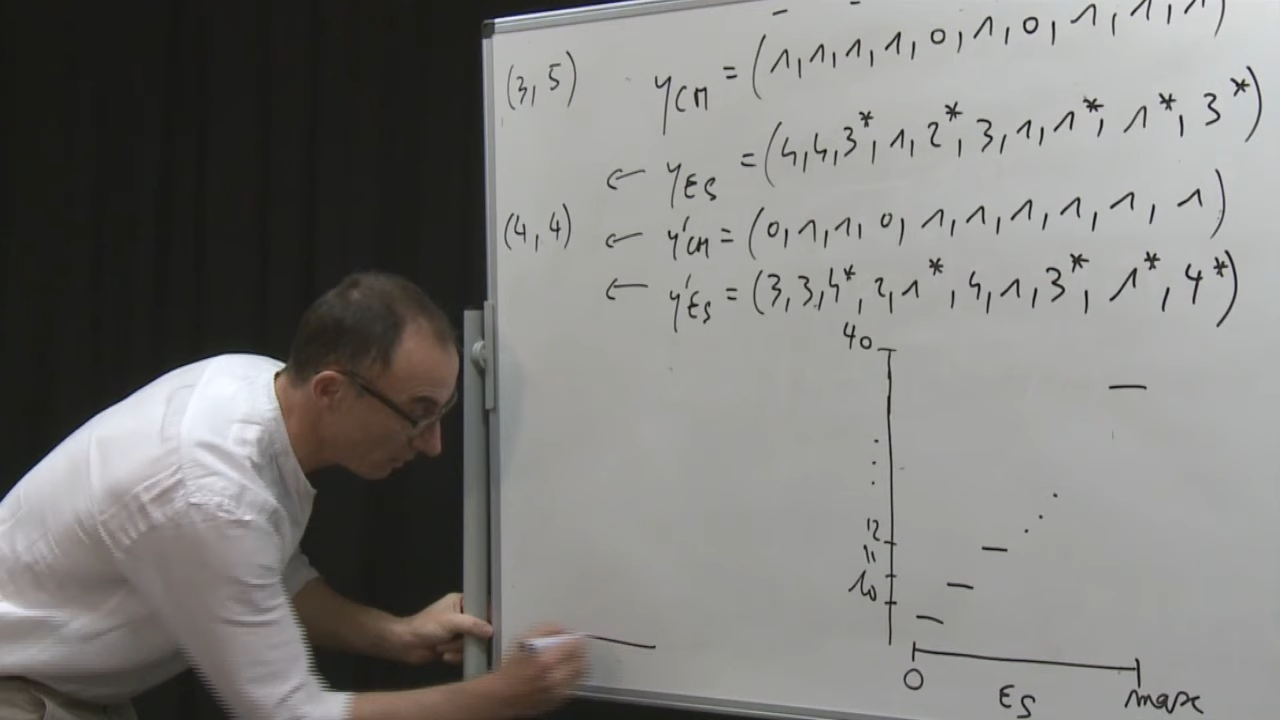 (3, 5) yCM = (1, 1, 1, 1, 0, 1, 0, 1, 1, 1)
← yES = (4, 4, 3*, 1, 2*, 3, 1, 1*, 1*, 3*)
(4, 4) ← y'CM = (0, 1, 1, 0, 1, 1, 1, 1, 1, 1)
← y'ES = (3, 3, 4*, 2, 1*, 4, 1, 3*, 1*, 4*)
40
12
11
10
0 ES max